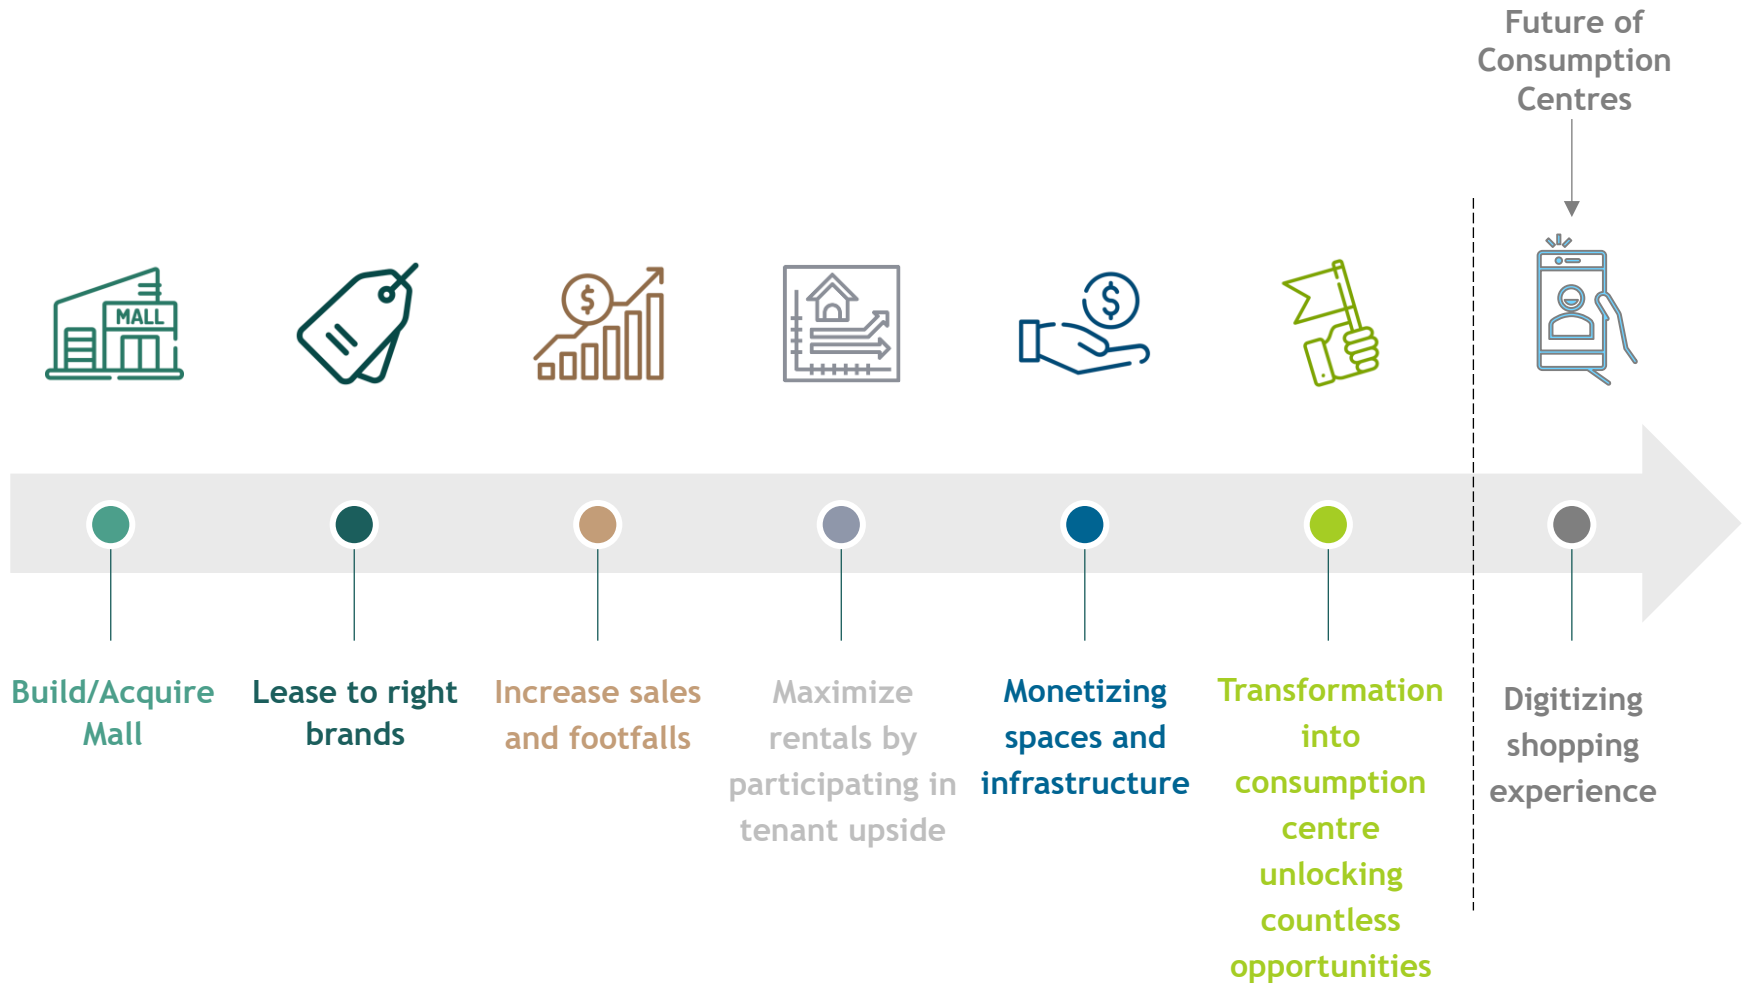 Future of
Consumption
Centres
MALL
$
$
Build/Acquire
Mall
Lease to right
brands
Increase sales
and footfalls
Maximize
rentals by
participating in
tenant upside
Monetizing
spaces and
infrastructure
Transformation
into
consumption
centre
unlocking
countless
opportunities
Digitizing
shopping
experience